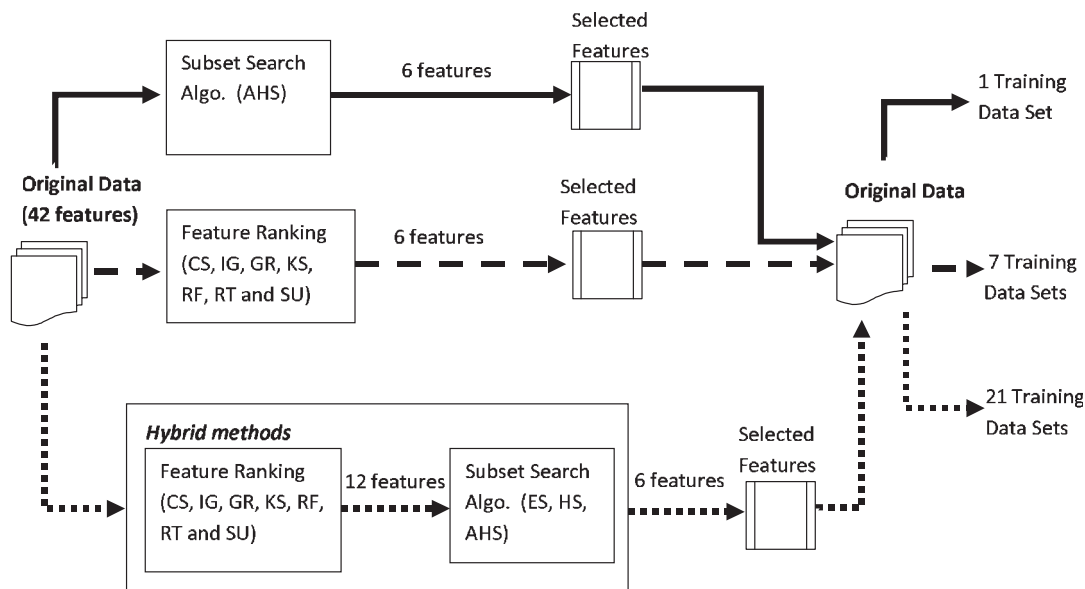 Subset Search
Algo. (AHS)
6 features
Selected
Features
1 Training
Data Set
Original Data
(42 features)
Feature Ranking
(CS, IG, GR, KS,
RF, RT and SU)
6 features
Selected
Features
Original Data
7 Training
Data Sets
21 Training
Data Sets
Hybrid methods
Feature Ranking
(CS, IG, GR, KS, RF,
RT and SU)
12 features
Subset Search
Algo. (ES, HS,
AHS)
6 features
Selected
Features